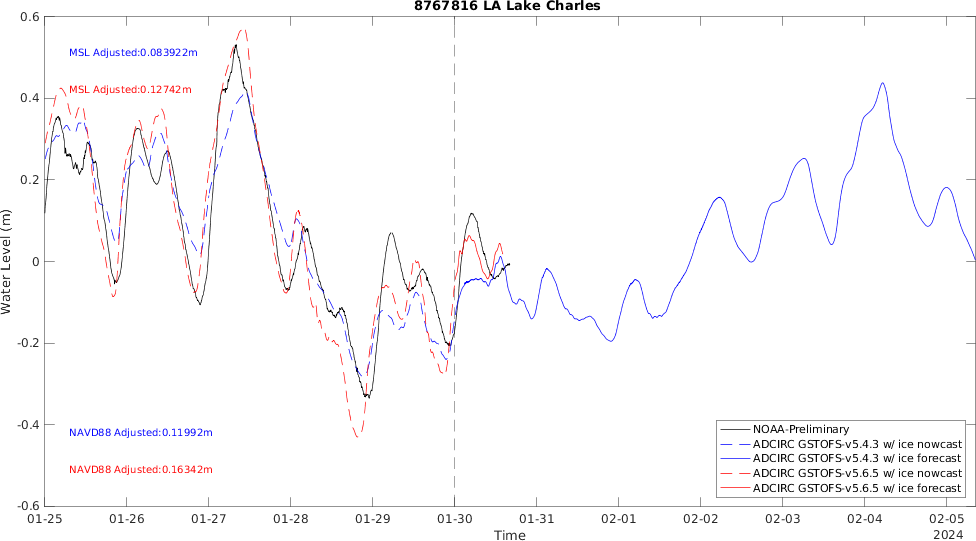 8767816 LA Lake Charles
0.6
0.4
0.2
0
-0.2
-0.4
-0.6
Water Level (m)
MSL Adjusted:0.083922m
MSL Adjusted:0.12742m
NAVD88 Adjusted:0.11992m
NAVD88 Adjusted:0.16342m
NOAA-Preliminary
ADCIRC GSTOFS-v5.4.3 w/ ice nowcast
ADCIRC GSTOFS-v5.4.3 w/ ice forecast
ADCIRC GSTOFS-v5.6.5 w/ ice nowcast
ADCIRC GSTOFS-v5.6.5 w/ ice forecast
01-25 01-26 01-27 01-28 01-29 01-30 01-31 02-01 02-02 02-03 02-04 02-05
Time
2024